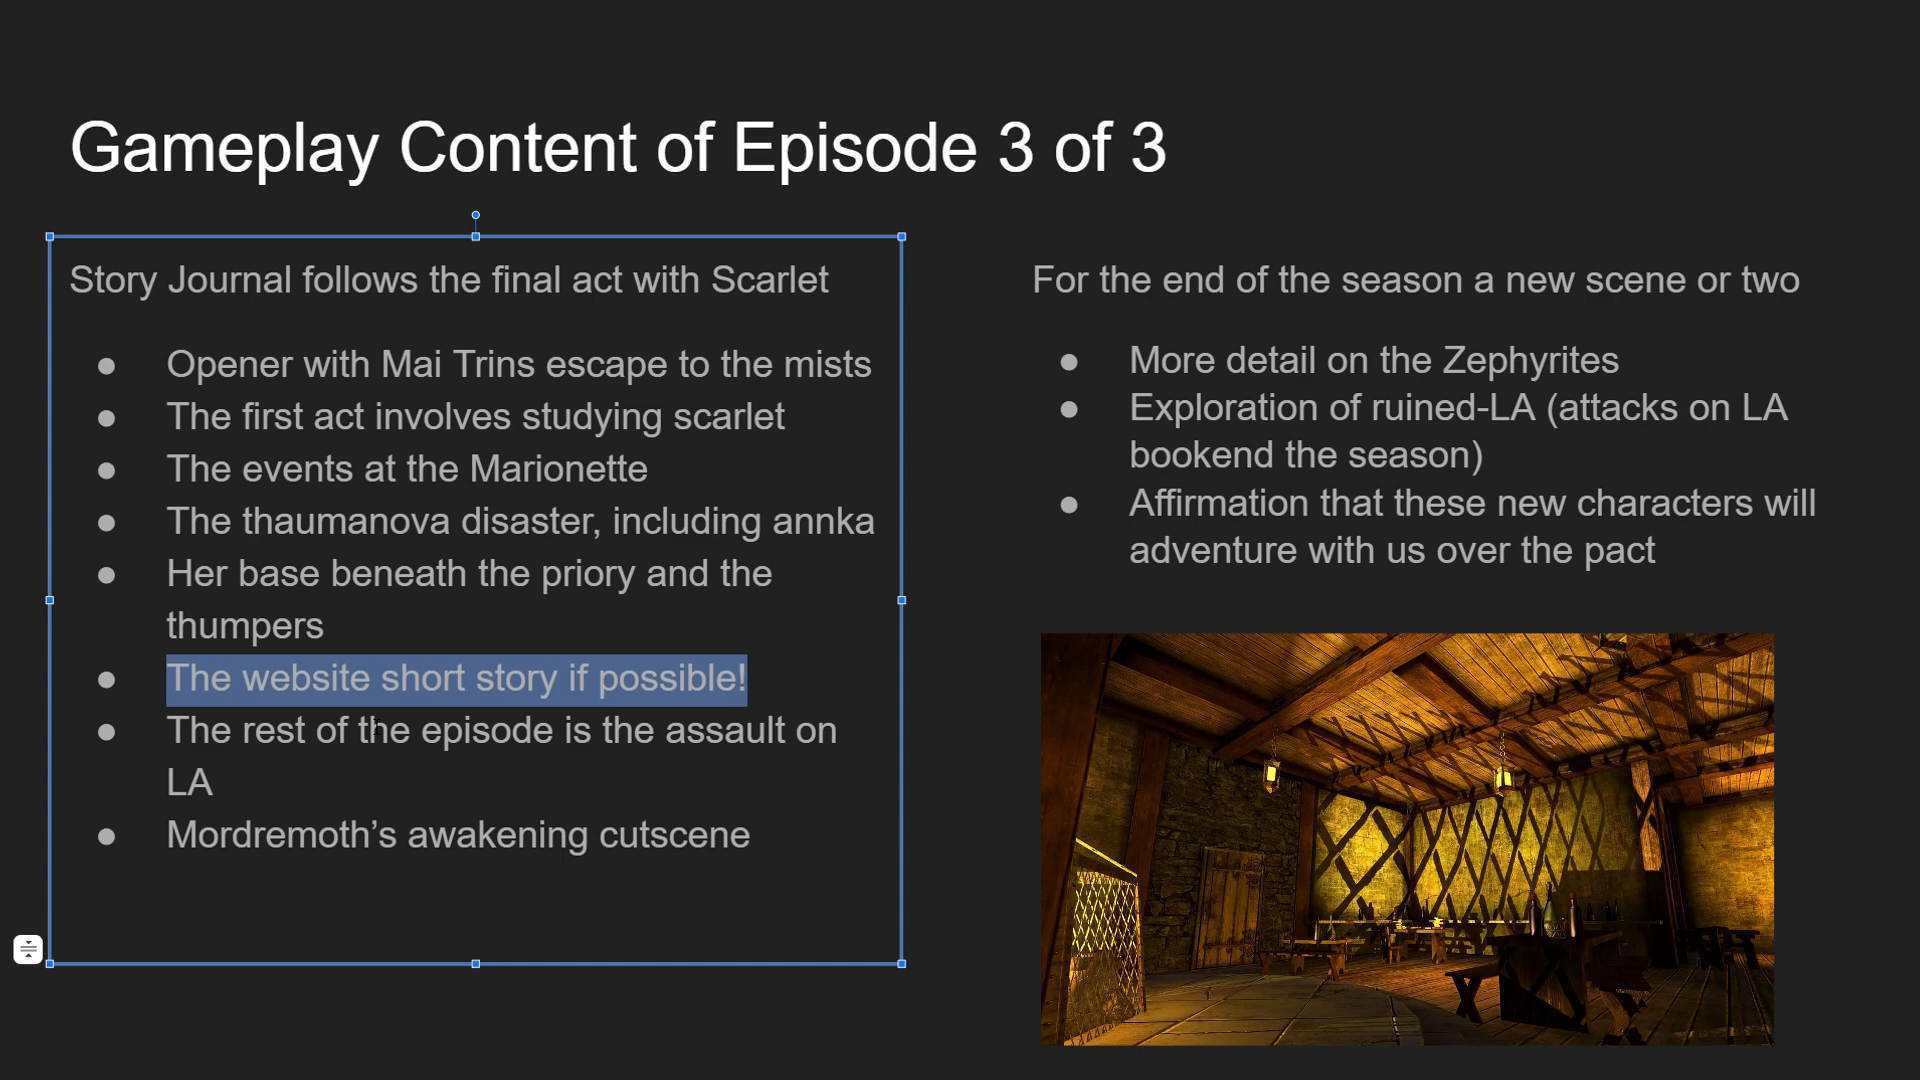 Gameplay Content of Episode 3 of 3
Story Journal follows the final act with Scarlet
● Opener with Mai Trins escape to the mists
● The first act involves studying scarlet
● The events at the Marionette
● The thaumanova disaster, including annka
● Her base beneath the priory and the
thumpers
● The website short story if possible!
● The rest of the episode is the assault on
LA
● Mordremoth’s awakening cutscene
For the end of the season a new scene or two
● More detail on the Zephyrites
● Exploration of ruined-LA (attacks on LA
bookend the season)
● Affirmation that these new characters will
adventure with us over the pact